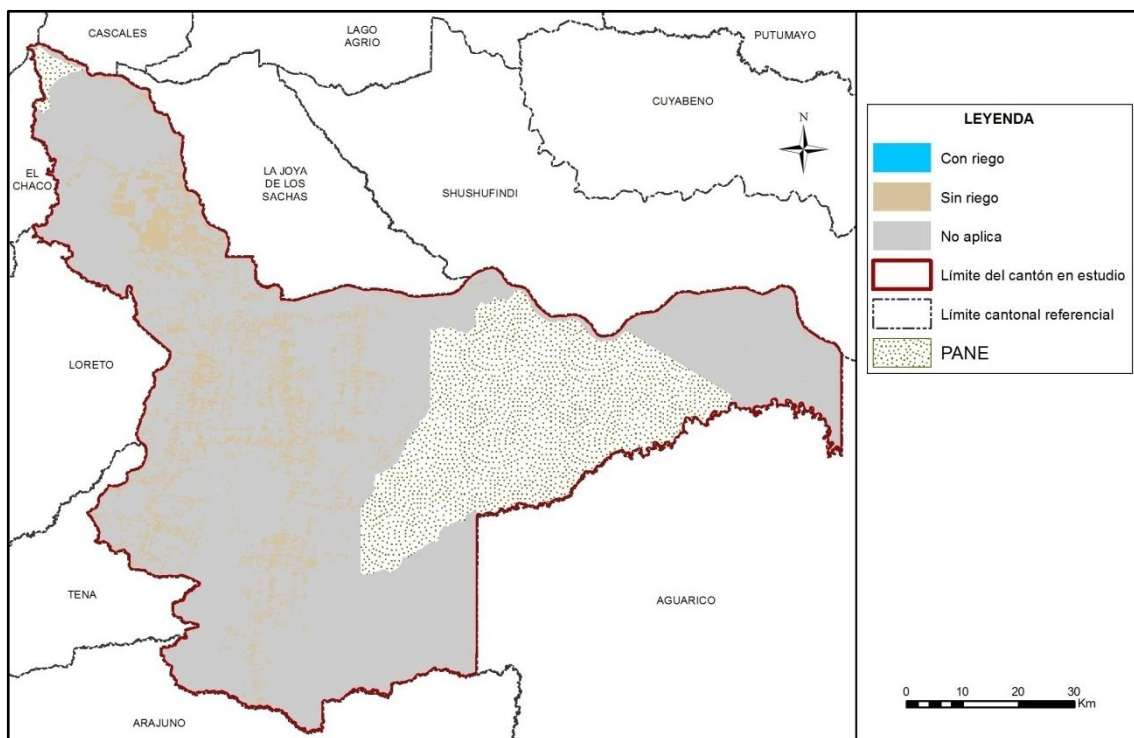 CASCALES
LAGO
AGRIO
PUTUMAYO
CUYABENO
N
EL
CHACO
LA JOYA
DE LOS
SACHAS
SHUSHUFINDI
LORETO
TENA
AGUARICO
ARAJUNO
LEYENDA
Con riego
Sin riego
No aplica
Límite del cantón en estudio
Límite cantonal referencial
PANE
0 10 20 30
Km